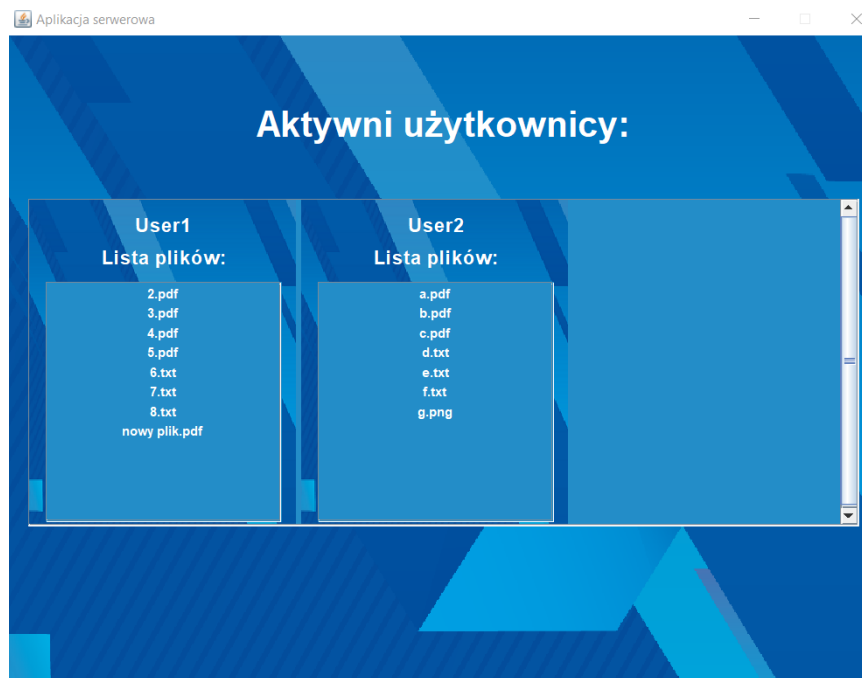 Aplikacja serwerowa
Aktywni użytkownicy:
User1
Lista plików:
2.pdf
3.pdf
4.pdf
5.pdf
6.txt
7.txt
8.txt
nowy plik.pdf
User2
Lista plików:
a.pdf
b.pdf
c.pdf
d.txt
e.txt
f.txt
g.png